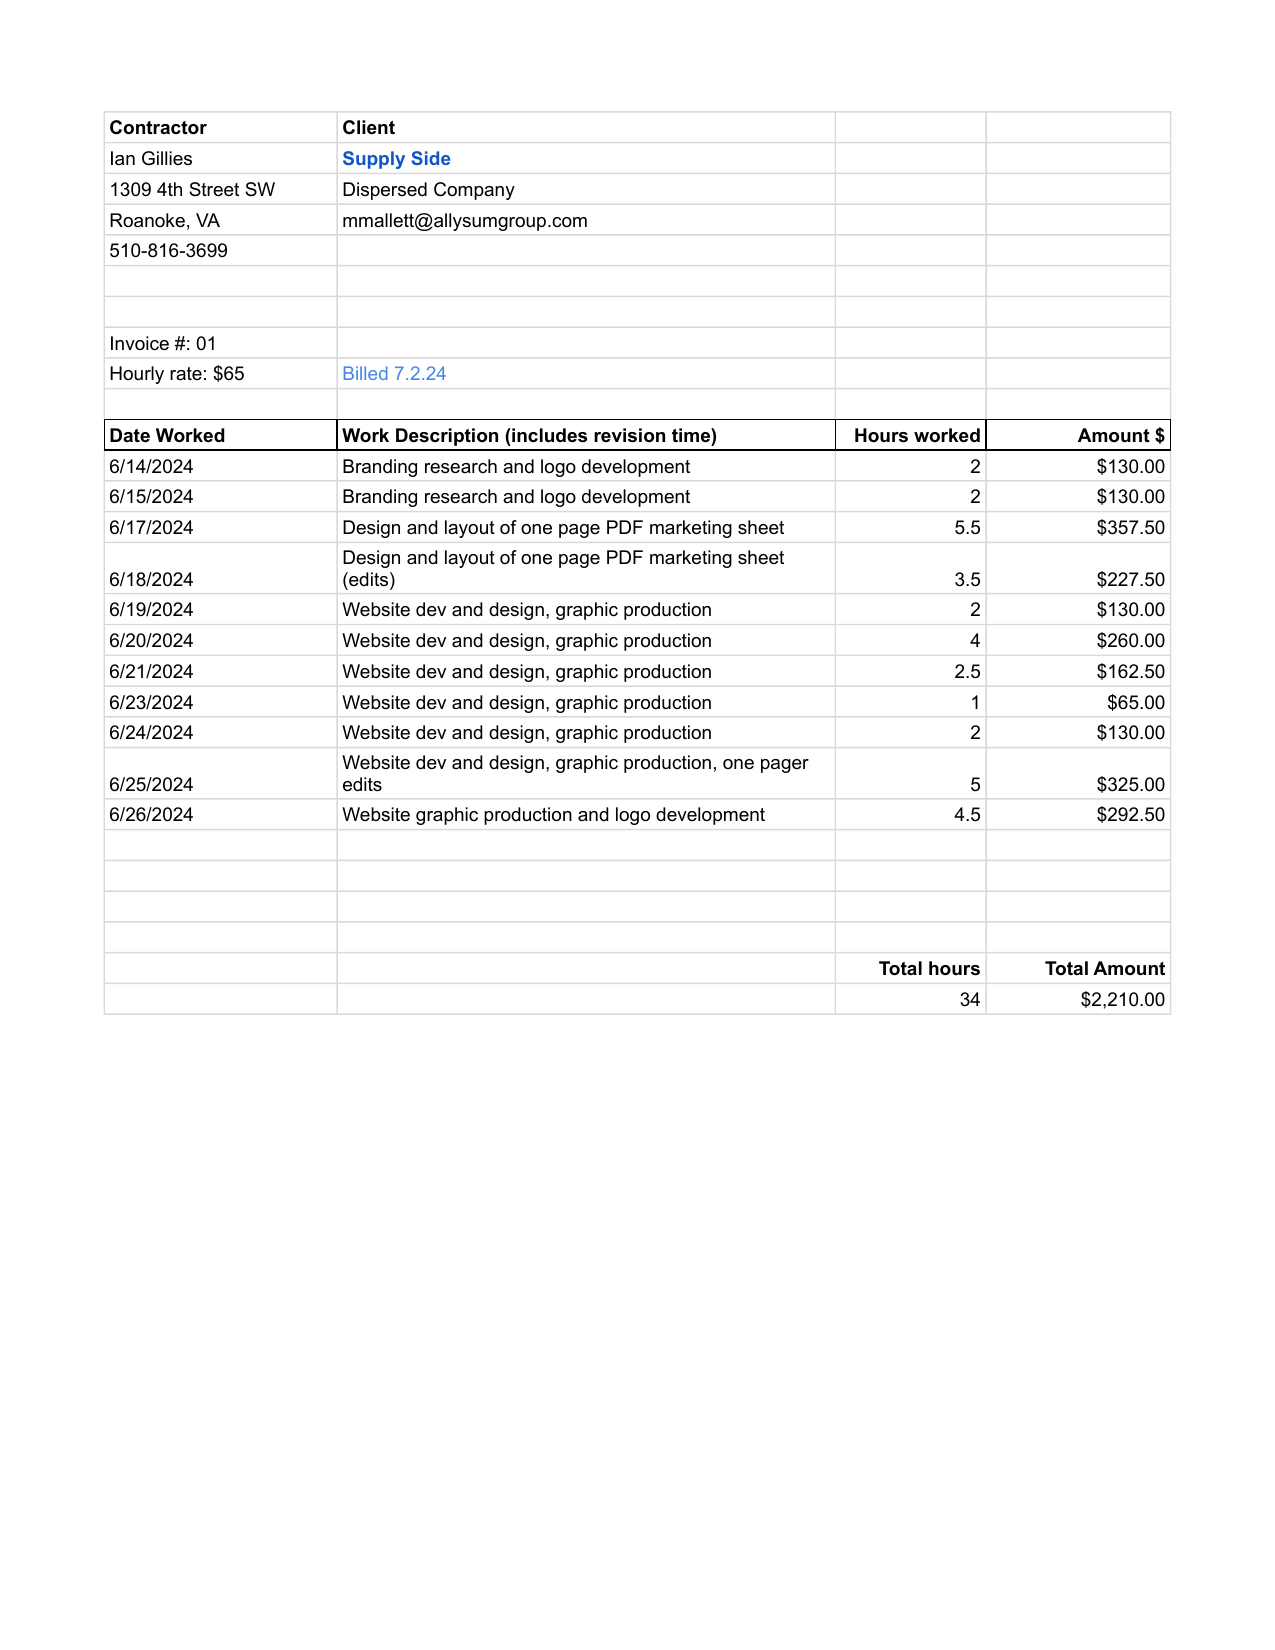 Contractor Client
Ian Gillies Supply Side
1309 4th Street SW Dispersed Company
Roanoke, VA mmallett@allysumgroup.com
510-816-3699
Invoice #: 01
Hourly rate: $65 Billed 7.2.24
Date Worked Work Description (includes revision time) Hours worked Amount $
6/14/2024 Branding research and logo development 2 $130.00
6/15/2024 Branding research and logo development 2 $130.00
6/17/2024 Design and layout of one page PDF marketing sheet 5.5 $357.50
Design and layout of one page PDF marketing sheet
6/18/2024 (edits) 3.5 $227.50
6/19/2024 Website dev and design, graphic production 2 $130.00
6/20/2024 Website dev and design, graphic production 4 $260.00
6/21/2024 Website dev and design, graphic production 2.5 $162.50
6/23/2024 Website dev and design, graphic production 1 $65.00
6/24/2024 Website dev and design, graphic production 2 $130.00
Website dev and design, graphic production, one pager
6/25/2024 edits 5 $325.00
6/26/2024 Website graphic production and logo development 4.5 $292.50
Total hours Total Amount
34 $2,210.00